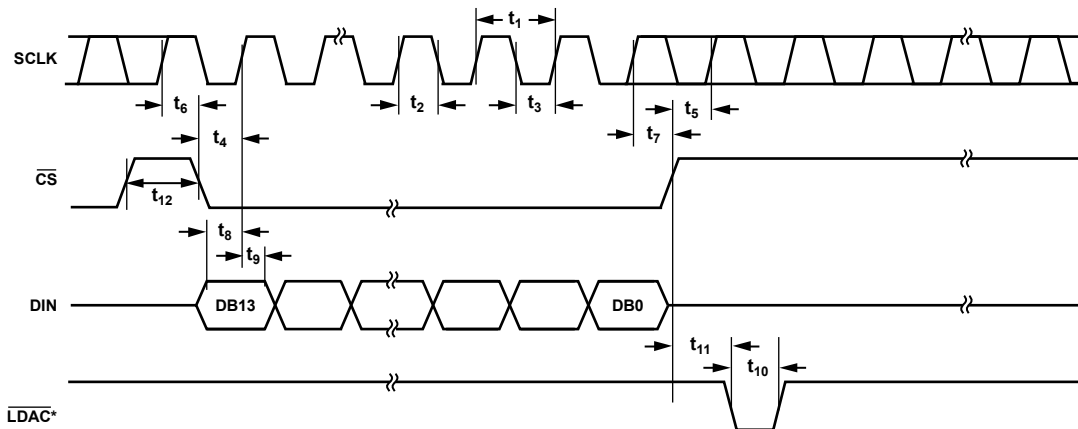 t1
SCLK
t6
t2
t3
t5
t4
t7
CS
t12
t8
t9
DIN
DB13
DB0
t11
t10
LDAC*